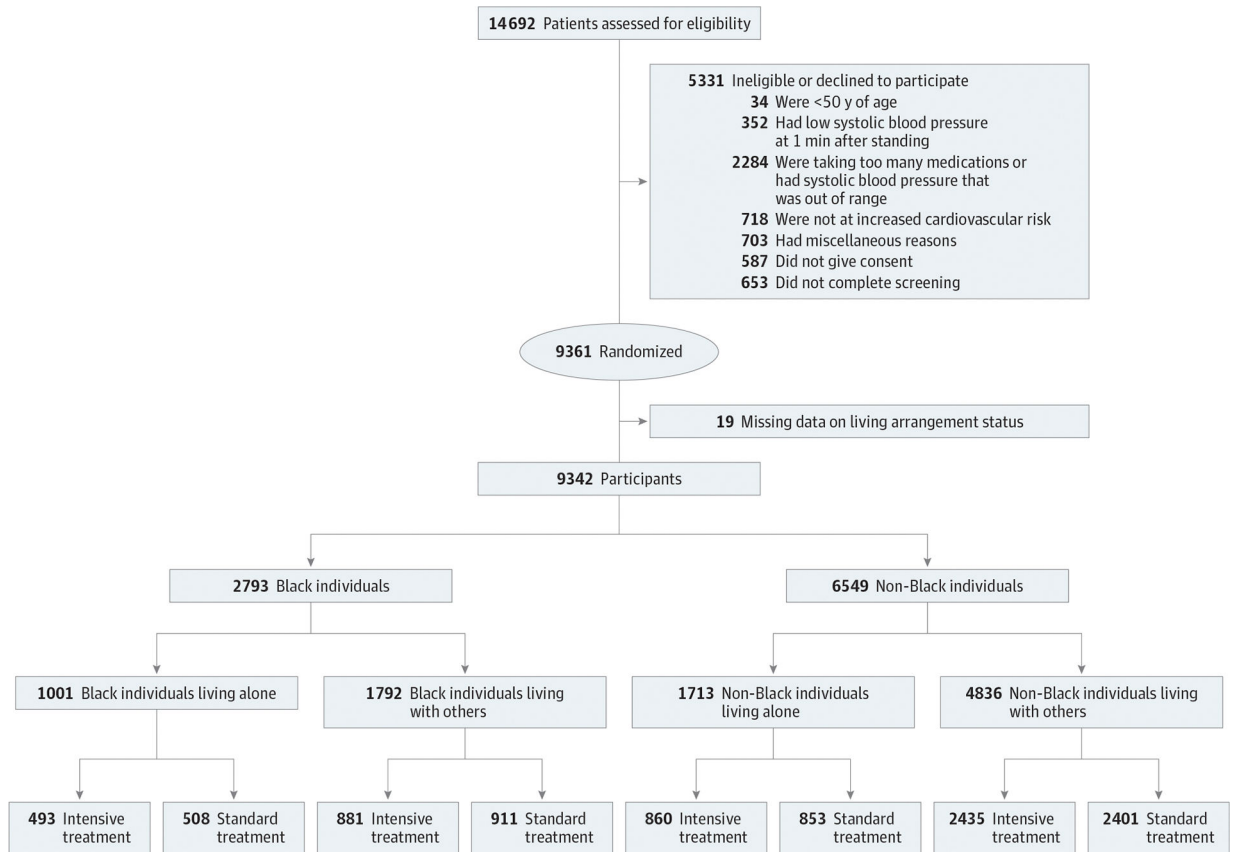 14692 Patients assessed for eligibility
5331 Ineligible or declined to participate
34 Were <50 y of age
352 Had low systolic blood pressure
at 1 min after standing
2284 Were taking too many medications or
had systolic blood pressure that
was out of range
718 Were not at increased cardiovascular risk
703 Had miscellaneous reasons
587 Did not give consent
653 Did not complete screening
9361 Randomized
19 Missing data on living arrangement status
9342 Participants
2793 Black individuals
6549 Non-Black individuals
1001 Black individuals living alone
1792 Black individuals living
with others
1713 Non-Black individuals
living alone
4836 Non-Black individuals living
with others
493 Intensive
treatment
508 Standard
treatment
881 Intensive
treatment
911 Standard
treatment
860 Intensive
treatment
853 Standard
treatment
2435 Intensive
treatment
2401 Standard
treatment